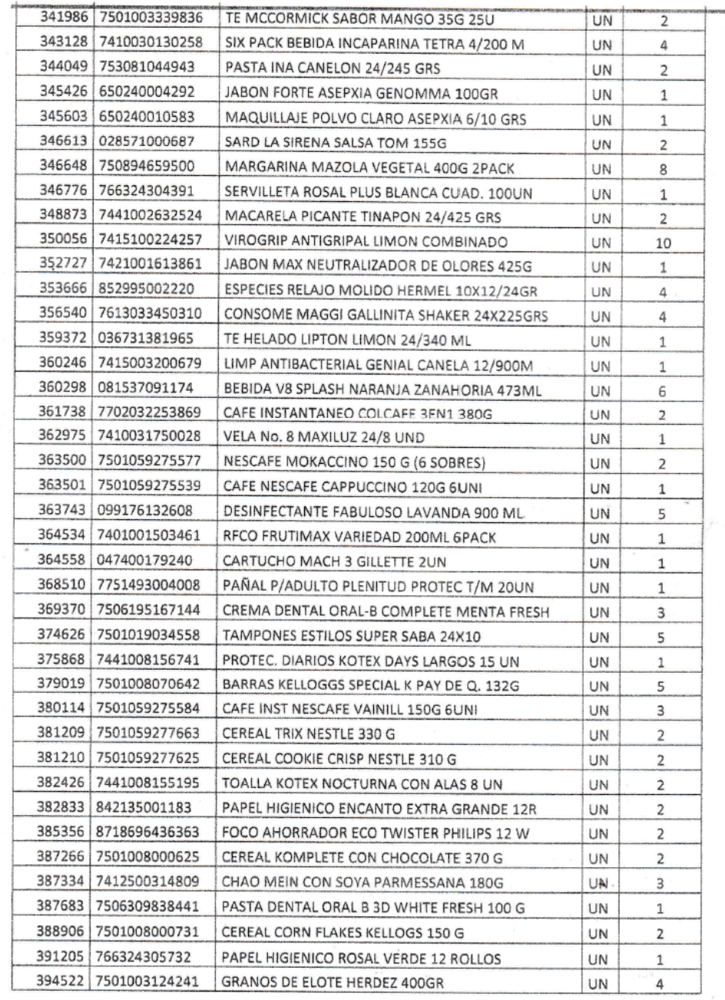 341986 7501003339836 TE MCCORMICK SABOR MANGO 35G 25U UN 2
343128 7410030130258 SIX PACK BEBIDA INCAPARINA TETRA 4/200 M UN 4
344049 753081044943 PASTA INA CANELON 24/245 GRS UN 2
345426 650240004292 JABON FORTE ASEPXIA GENOMMA 100GR UN 1
345603 650240010583 MAQUILLAJE POLVO CLARO ASEPXIA 6/10 GRS UN 1
346613 028571000687 SARD LA SIRENA SALSA TOM 155G UN 2
346648 750894659500 MARGARINA MAZOLA VEGETAL 400G 2PACK UN 8
346776 766324304391 SERVILLETA ROSAL PLUS BLANCA CUAD. 100UN UN 1
348873 7441002632524 MACARELA PICANTE TINAPON 24/425 GRS UN 2
350056 7415100224257 VIROGRIP ANTIGRIPAL LIMON COMBINADO UN 10
352727 7421001613861 JABON MAX NEUTRALIZADOR DE OLORES 425G UN 1
353666 852995002220 ESPECIES RELAJO MOLIDO HERMEL 10X12/24GR UN 4
356540 7613033450310 CONSOME MAGGI GALLINITA SHAKER 24X225GRS UN 4
359372 036731381965 TE HELADO LIPTON LIMON 24/340 ML UN 1
360246 7415003200679 LIMP ANTIBACTERIAL GENIAL CANELA 12/900M UN 1
360298 081537091174 BEBIDA V8 SPLASH NARANJA ZANAHORIA 473ML UN 6
361738 7702032253869 CAFE INSTANTANEO COLCAFE 3EN1 380G UN 2
362975 7410031750028 VELA No. 8 MAXILUZ 24/8 UND UN 1
363500 7501059275577 NESCAFE MOKACCINO 150 G (6 SOBRES) UN 2
363501 7501059275539 CAFE NESCAFE CAPPUCCINO 120G 6UNI UN 1
363743 099176132608 DESINFECTANTE FABULOSO LAVANDA 900 ML UN 5
364534 7401001503461 RFCO FRUTIMAX VARIEDAD 200ML 6PACK UN 1
364558 047400179240 CARTUCHO MACH 3 GILLETTE 2UN UN 1
368510 7751493004008 PAÑAL P/ADULTO PLENITUD PROTEC T/M 20UN UN 1
369370 7506195167144 CREMA DENTAL ORAL-B COMPLETE MENTA FRESH UN 3
374626 7501019034558 TAMPONES ESTILOS SUPER SABA 24X10 UN 5
375868 7441008156741 PROTEC. DIARIOS KOTEX DAYS LARGOS 15 UN UN 1
379019 7501008070642 BARRAS KELLOGGS SPECIAL K PAY DE Q. 132G UN 5
380114 7501059275584 CAFE INST NESCAFE VAINILL 150G 6UNI UN 3
381209 7501059277663 CEREAL TRIX NESTLE 330 G UN 2
381210 7501059277625 CEREAL COOKIE CRISP NESTLE 310 G UN 2
382426 7441008155195 TOALLA KOTEX NOCTURNA CON ALAS 8 UN UN 2
382833 842135001183 PAPEL HIGIENICO ENCANTO EXTRA GRANDE 12R UN 2
385356 8718696436363 FOCO AHORRADOR ECO TWISTER PHILIPS 12 W UN 2
387266 7501008000625 CEREAL KOMPLETE CON CHOCOLATE 370 G UN 2
387334 7412500314809 CHAO MEIN CON SOYA PARMESSANA 180G UN 3
387683 7506309838441 PASTA DENTAL ORAL B 3D WHITE FRESH 100 G UN 1
388906 7501008000731 CEREAL CORN FLAKES KELLOGS 150 G UN 2
391205 766324305732 PAPEL HIGIENICO ROSAL VERDE 12 ROLLOS UN 1
394522 7501003124241 GRANOS DE ELOTE HERDEZ 400GR UN 4